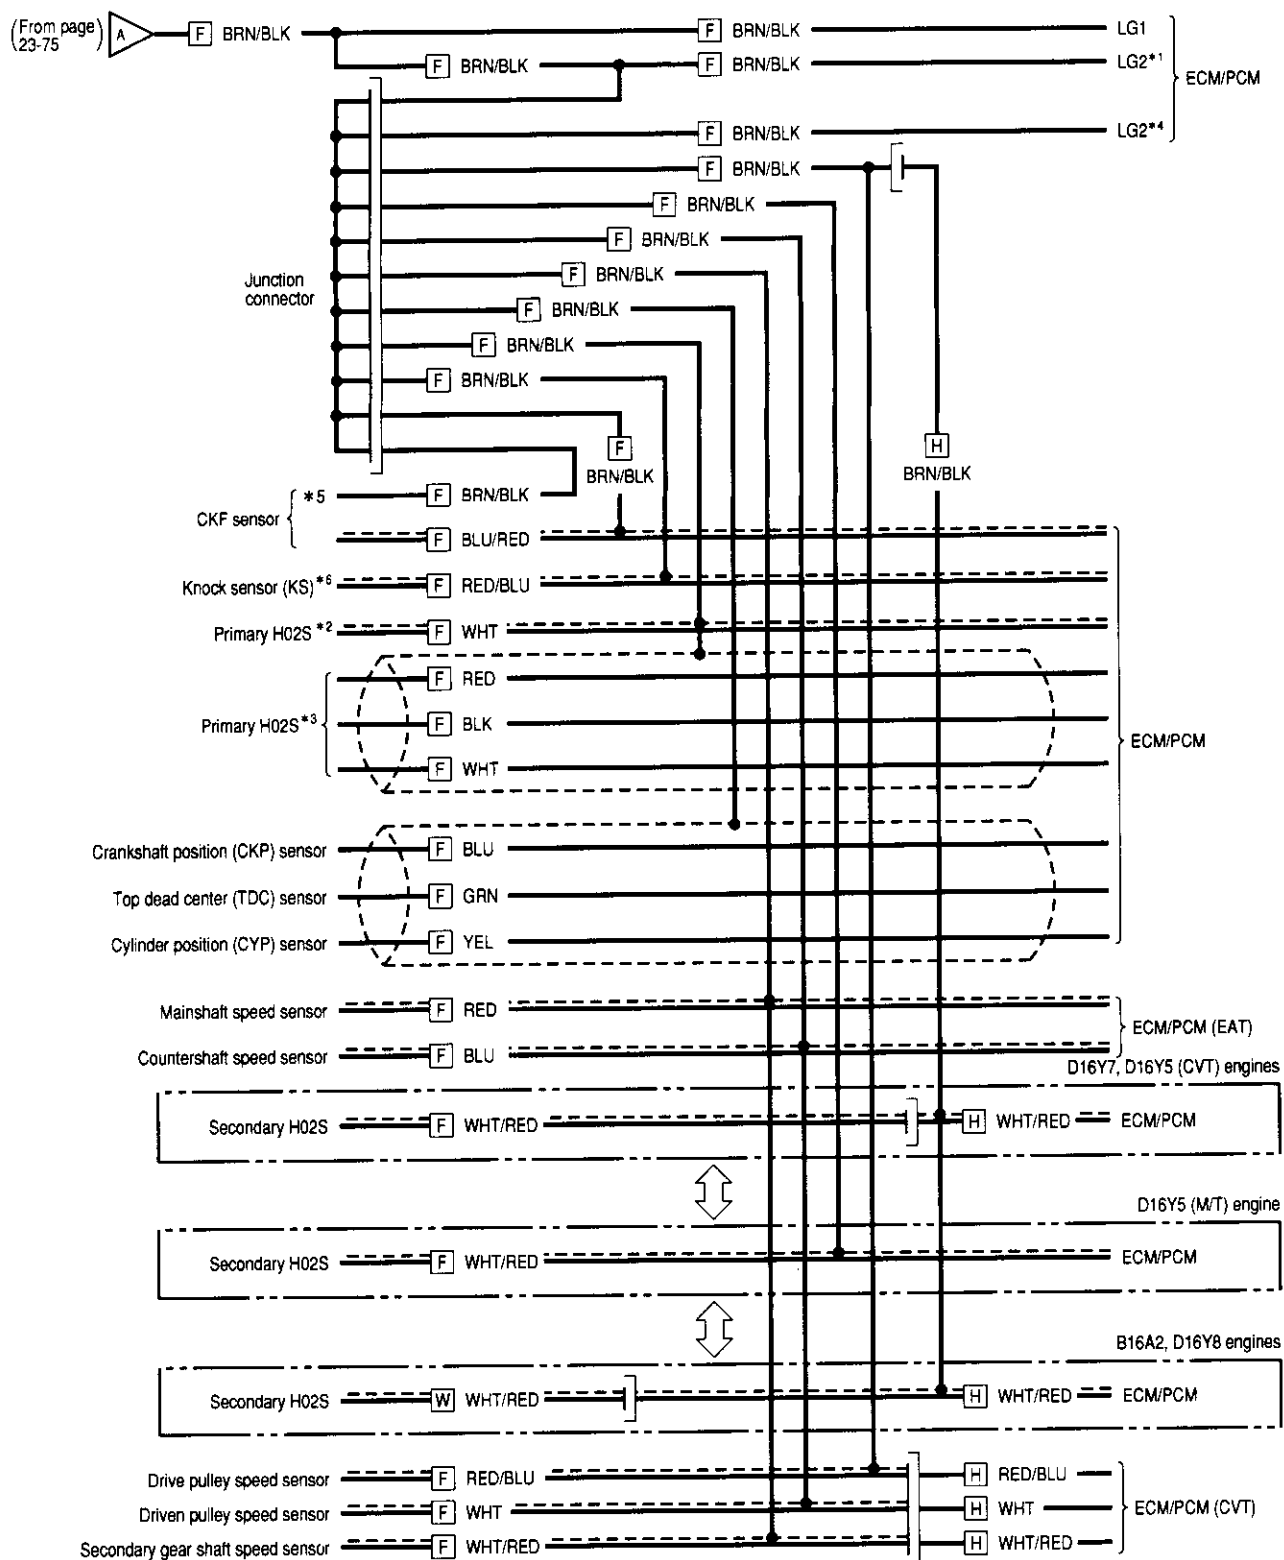 (From page 23-75) A F BRN/BLK F BRN/BLK LG1
F BRN/BLK F BRN/BLK LG2*1
ECM/PCM
F BRN/BLK LG2*4
F BRN/BLK
F BRN/BLK
F BRN/BLK
Junction connector
F BRN/BLK
F BRN/BLK
F BRN/BLK
F BRN/BLK
F BRN/BLK
H BRN/BLK
CKF sensor
*5 F BRN/BLK
F BLU/RED
Knock sensor (KS)*6 F RED/BLU
Primary H02S*2 F WHT
F RED
Primary H02S*3 F BLK
F WHT
ECM/PCM
Crankshaft position (CKP) sensor F BLU
Top dead center (TDC) sensor F GRN
Cylinder position (CYP) sensor F YEL
Mainshaft speed sensor F RED
ECM/PCM (EAT)
Countershaft speed sensor F BLU
D16Y7, D16Y5 (CVT) engines
Secondary H02S F WHT/RED H WHT/RED ECM/PCM
D16Y5 (M/T) engine
Secondary H02S F WHT/RED ECM/PCM
B16A2, D16Y8 engines
Secondary H02S W WHT/RED H WHT/RED ECM/PCM
Drive pulley speed sensor F RED/BLU H RED/BLU
Driven pulley speed sensor F WHT H WHT ECM/PCM (CVT)
Secondary gear shaft speed sensor F WHT/RED H WHT/RED